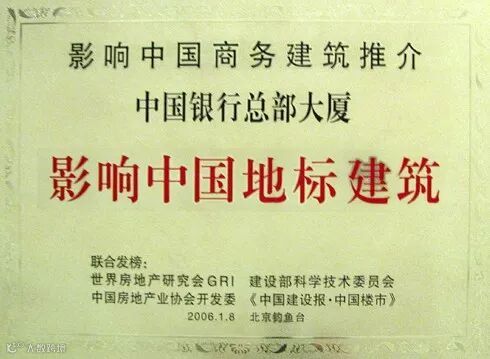 影响中国商务建筑推介
中国银行总部大厦
影响中国地标建筑
联合发榜：
世界房地产研究会GRI 建设部科学技术委员会
中国房地产业协会开发委 《中国建设报·中国楼市》
2006.1.8 北京钓鱼台
大数跨境